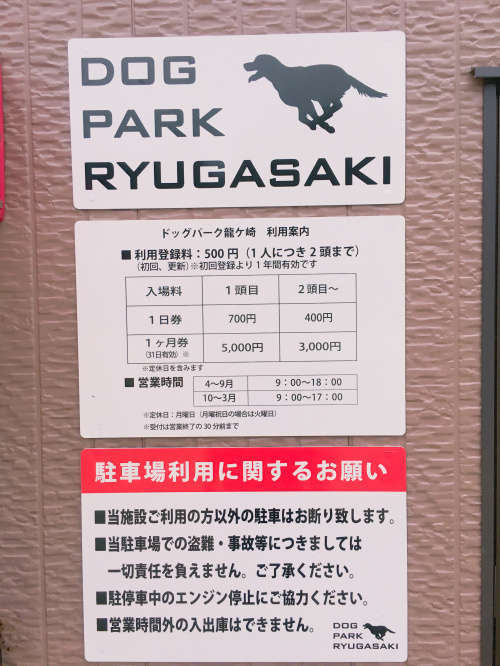 DOG
PARK
RYUGASAKI
ドッグパーク龍ケ崎　利用案内
■ 利用登録料：500円（1人につき2頭まで）
（初回、更新）※初回登録より1年間有効です
入場料 1頭目 2頭目～
1日券 700円 400円
1ヶ月券 5,000円 3,000円
（31日有効）※
※定休日を含みます
■ 営業時間 4～9月 9：00～18：00
10～3月 9：00～17：00
※定休日：月曜日（月曜祝日の場合は火曜日）
※受付は営業終了の30分前まで
駐車場利用に関するお願い
■当施設ご利用の方以外の駐車はお断り致します。
■当駐車場での盗難・事故等につきましては
一切責任を負えません。ご了承ください。
■駐停車中のエンジン停止にご協力ください。
■営業時間外の入出庫はできません。
DOG
PARK
RYUGASAKI